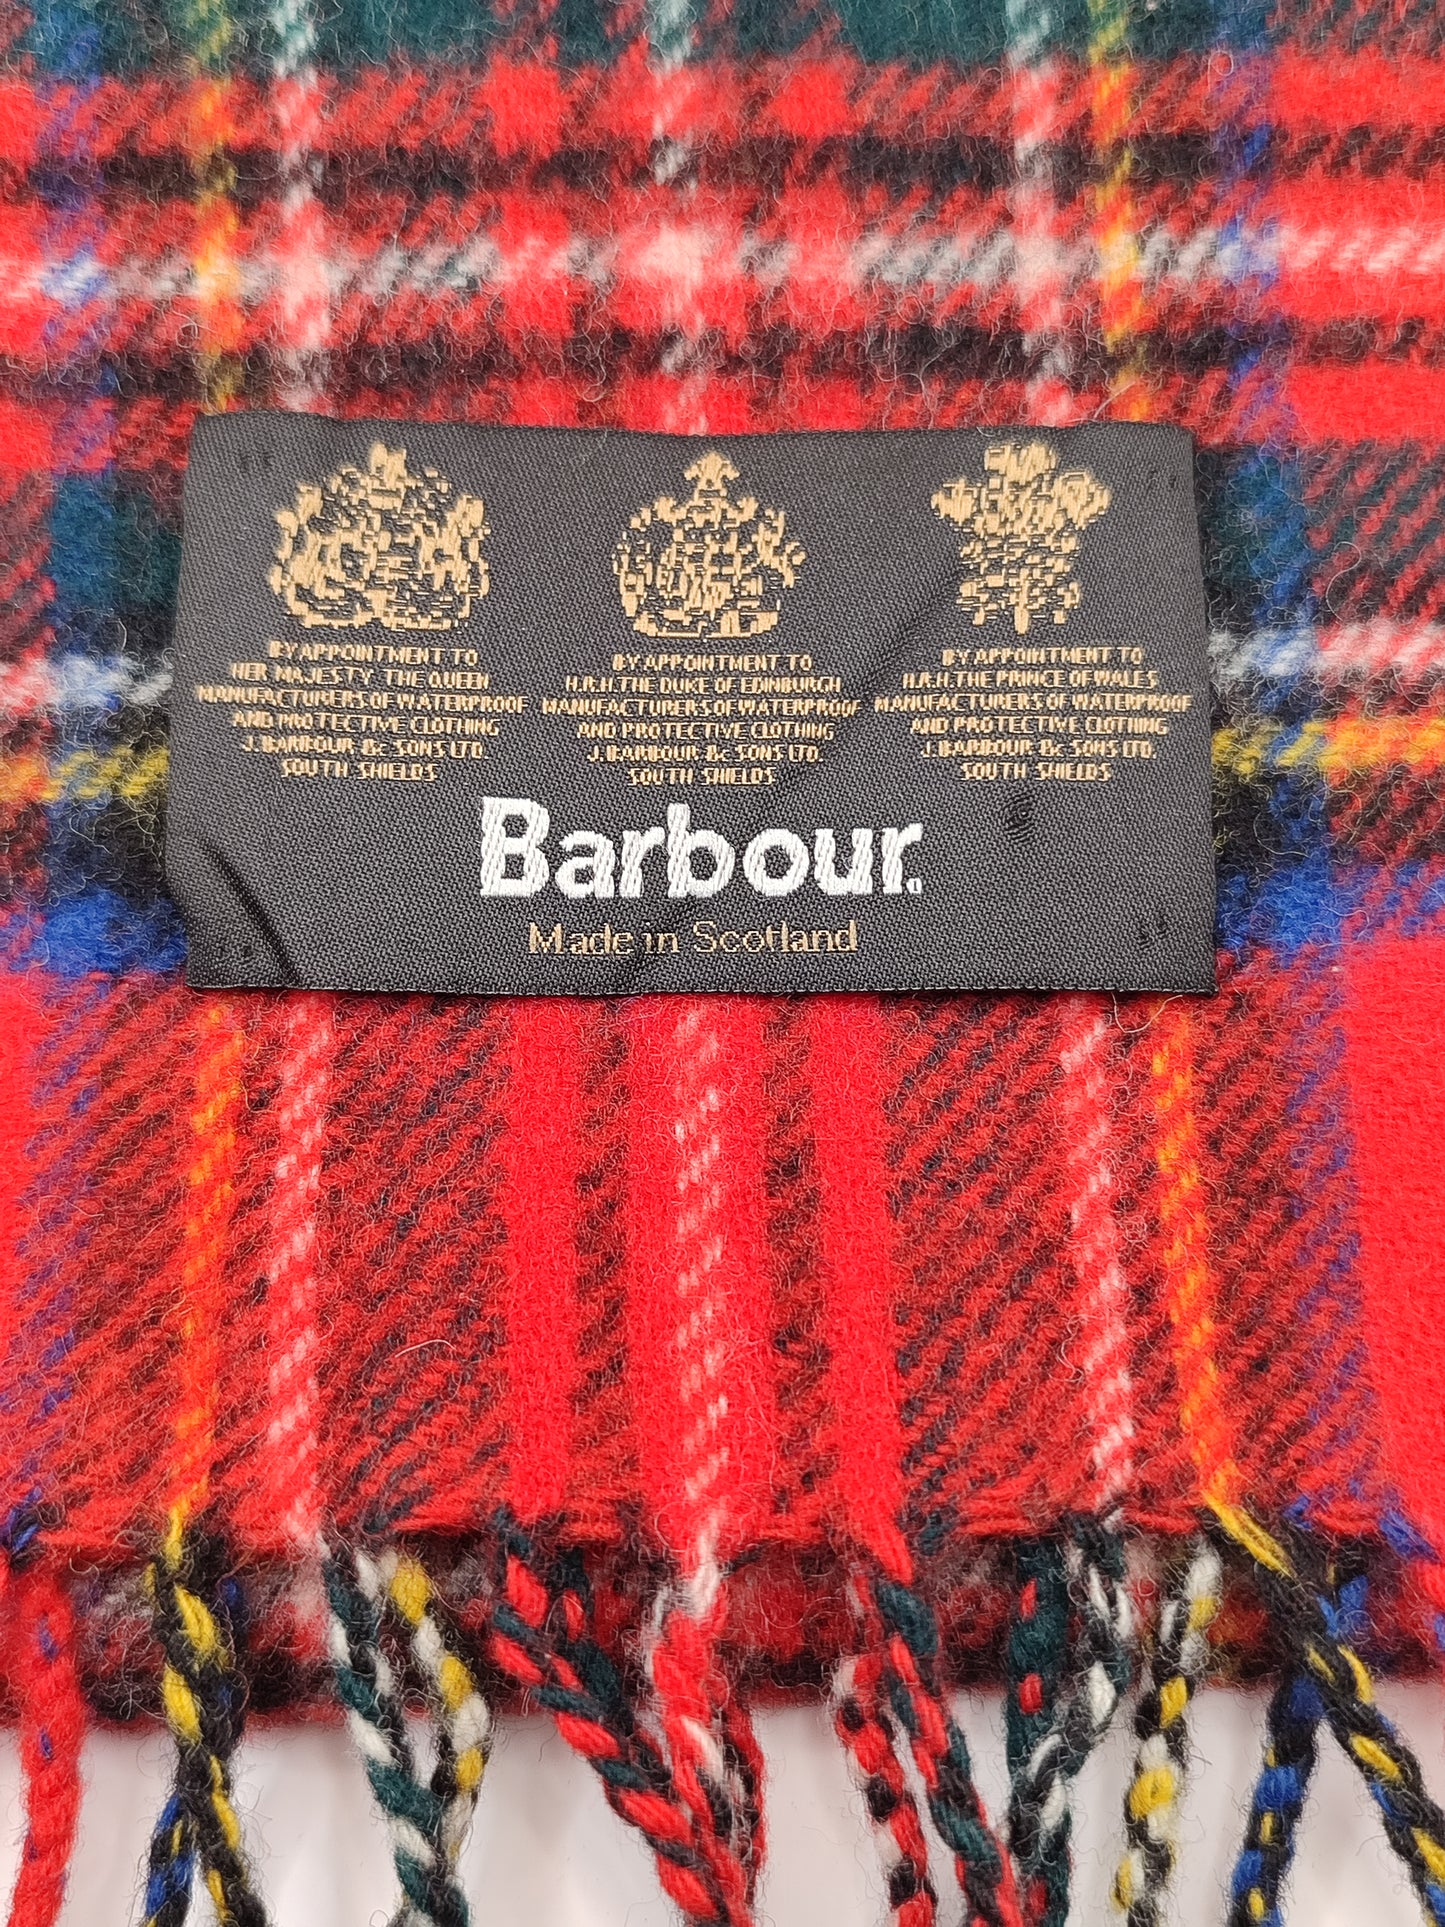 BY APPOINTMENT TO
HER MAJESTY THE QUEEN
MANUFACTURERS OF WATERPROOF
AND PROTECTIVE CLOTHING
J. BARBOUR & SONS LTD.
SOUTH SHIELDS
BY APPOINTMENT TO
H.R.H. THE DUKE OF EDINBURGH
MANUFACTURERS OF WATERPROOF
AND PROTECTIVE CLOTHING
J. BARBOUR & SONS LTD.
SOUTH SHIELDS
BY APPOINTMENT TO
H.R.H. THE PRINCE OF WALES
MANUFACTURERS OF WATERPROOF
AND PROTECTIVE CLOTHING
J. BARBOUR & SONS LTD.
SOUTH SHIELDS
Barbour.
Made in Scotland